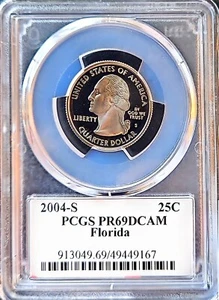 UNITED STATES OF AMERICA
LIBERTY
IN
GOD WE
TRUST
S
QUARTER DOLLAR
2004-S 25C
PCGS PR69DCAM
Florida
913049.69/49449167